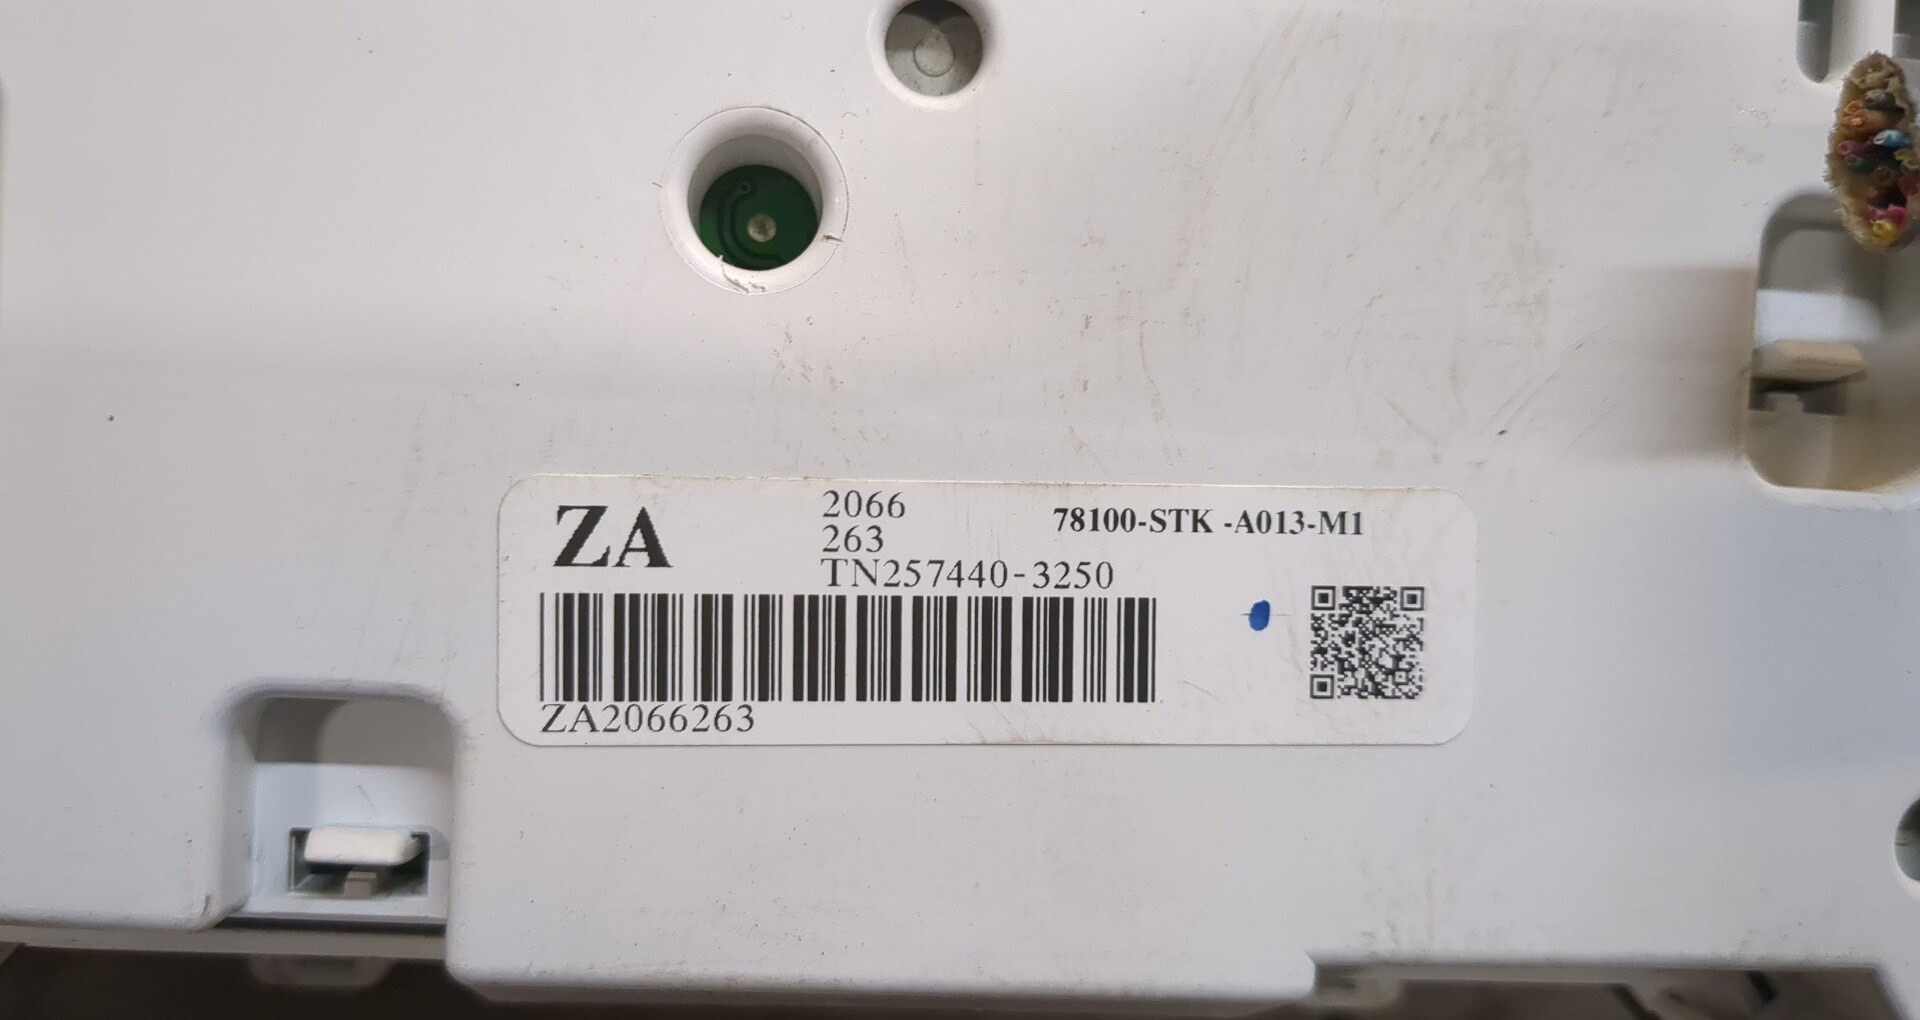 ZA
2066
263
TN257440-3250
78100-STK -A013-M1
ZA2066263